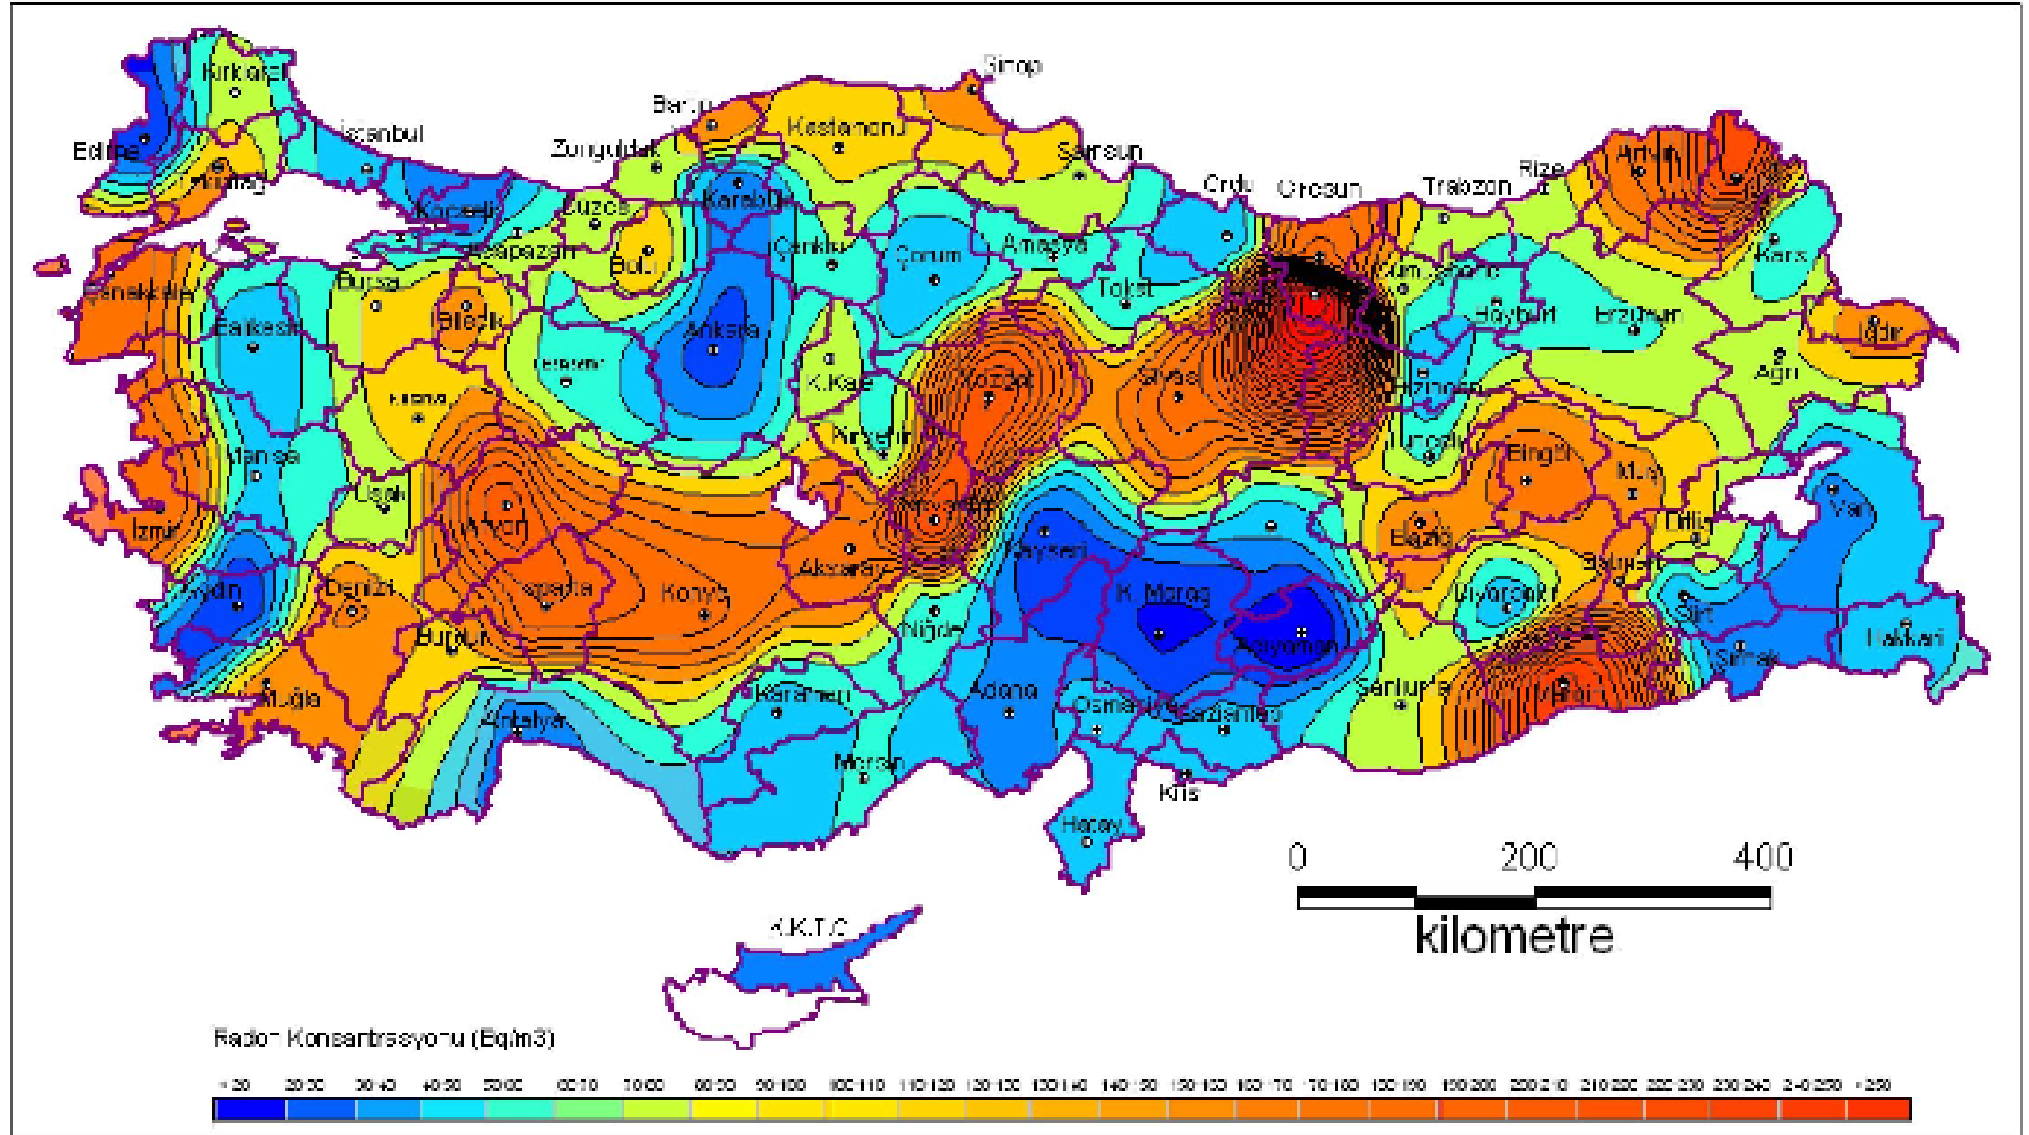 Kırklareli
Sinop
Bartın
Kastamonu
İstanbul
Edirne
Zonguldak
Samsun
Artvin
Rize
Tekirdağ
Ordu
Giresun
Trabzon
Karabük
Kocaeli
Düzce
Çankırı
Çorum
Amasya
Adapazarı
Bolu
Kars
Bursa
Gümüşhane
Çanakkale
Tokat
Bilecik
Bayburt
Erzurum
Balıkesir
Ankara
Iğdır
K.Kale
Yozgat
Sivas
Erzincan
Ağrı
Kırşehir
Tunceli
Manisa
Bingöl
Muş
Uşak
Afyon
Nevşehir
Van
İzmir
Bitlis
Elazığ
Kayseri
Aksaray
Batman
Aydın
Denizli
Isparta
Konya
K. Maraş
Diyarbakır
Siirt
Niğde
Burdur
Adıyaman
Hakkari
Şırnak
Muğla
Karaman
Adana
Şanlıurfa
Mardin
Antalya
Osmaniye
Gaziantep
Mersin
Kilis
Hatay
0 200 400
kilometre
K.K.T.C
Radon Konsantrasyonu (Bq/m3)